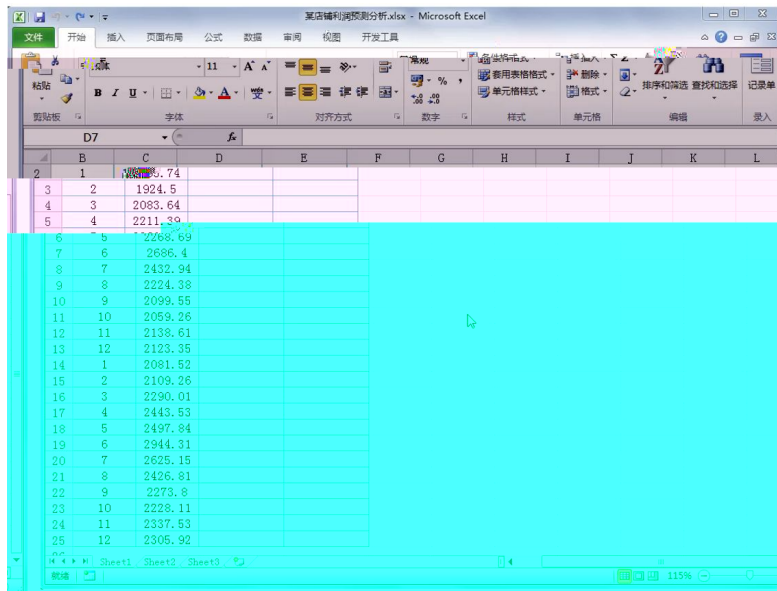 某店铺利润预测分析.xlsx - Microsoft Excel
文件 开始 插入 页面布局 公式 数据 审阅 视图 开发工具
11 A A 常规
粘贴 B I U A 变 % , 套用表格格式 删除 排序和筛选 查找和选择 记录单
.0 .00 .00 .0 单元格样式 格式
剪贴板 字体 对齐方式 数字 样式 单元格 编辑 录入
D7 fx
B C D E F G H I J K L
2 1 .74
3 2 1924.5
4 3 2083.64
5 4 2211.39
6 5 2268.69
7 6 2686.4
8 7 2432.94
9 8 2224.38
10 9 2099.55
11 10 2059.26
12 11 2138.61
13 12 2123.35
14 1 2081.52
15 2 2109.26
16 3 2290.01
17 4 2443.53
18 5 2497.84
19 6 2944.31
20 7 2625.15
21 8 2426.81
22 9 2273.8
23 10 2228.11
24 11 2337.53
25 12 2305.92
Sheet1 Sheet2 Sheet3
就绪 115%